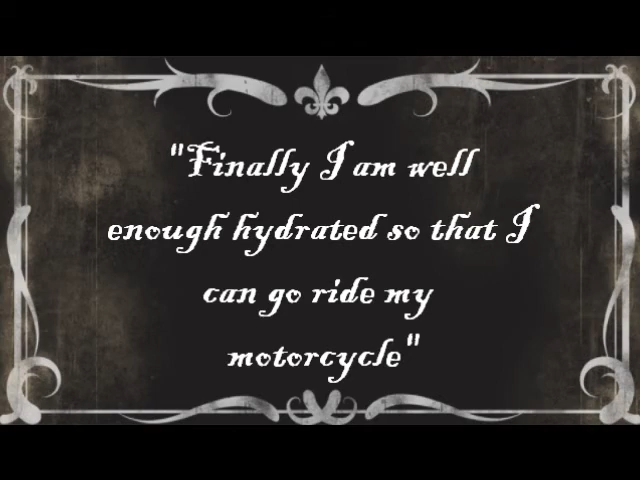 "Finally I am well
enough hydrated so that I
can go ride my
motorcycle"